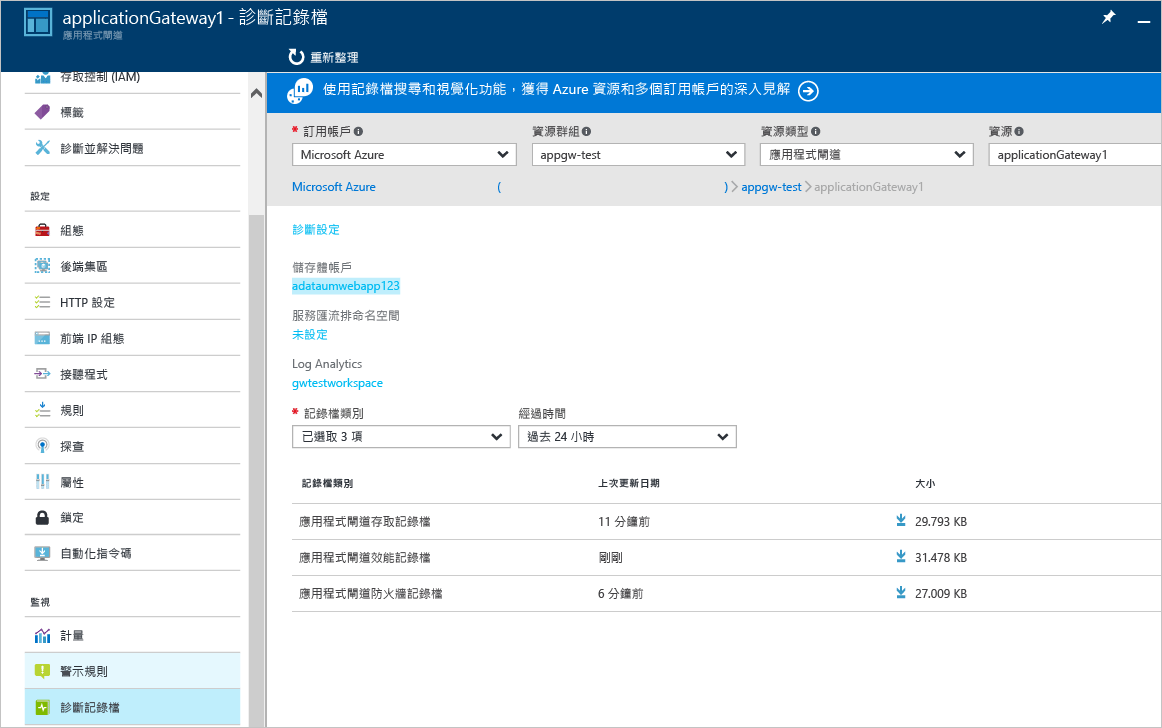 applicationGateway1 - 診斷記錄檔
應用程式閘道
重新整理
存取控制 (IAM)
標籤
診斷並解決問題
設定
組態
後端集區
HTTP 設定
前端 IP 組態
接聽程式
規則
探查
屬性
鎖定
自動化指令碼
監視
計量
警示規則
診斷記錄檔
使用記錄檔搜尋和視覺化功能，獲得 Azure 資源和多個訂用帳戶的深入見解
* 訂用帳戶 資源群組 資源類型 資源
Microsoft Azure appgw-test 應用程式閘道 applicationGateway1
Microsoft Azure ( ) > appgw-test > applicationGateway1
診斷設定
儲存體帳戶
adataumwebapp123
服務匯流排命名空間
未設定
Log Analytics
gwtestworkspace
* 記錄檔類別 經過時間
已選取 3 項 過去 24 小時
記錄檔類別 上次更新日期 大小
應用程式閘道存取記錄檔 11 分鐘前 29.793 KB
應用程式閘道效能記錄檔 剛剛 31.478 KB
應用程式閘道防火牆記錄檔 6 分鐘前 27.009 KB